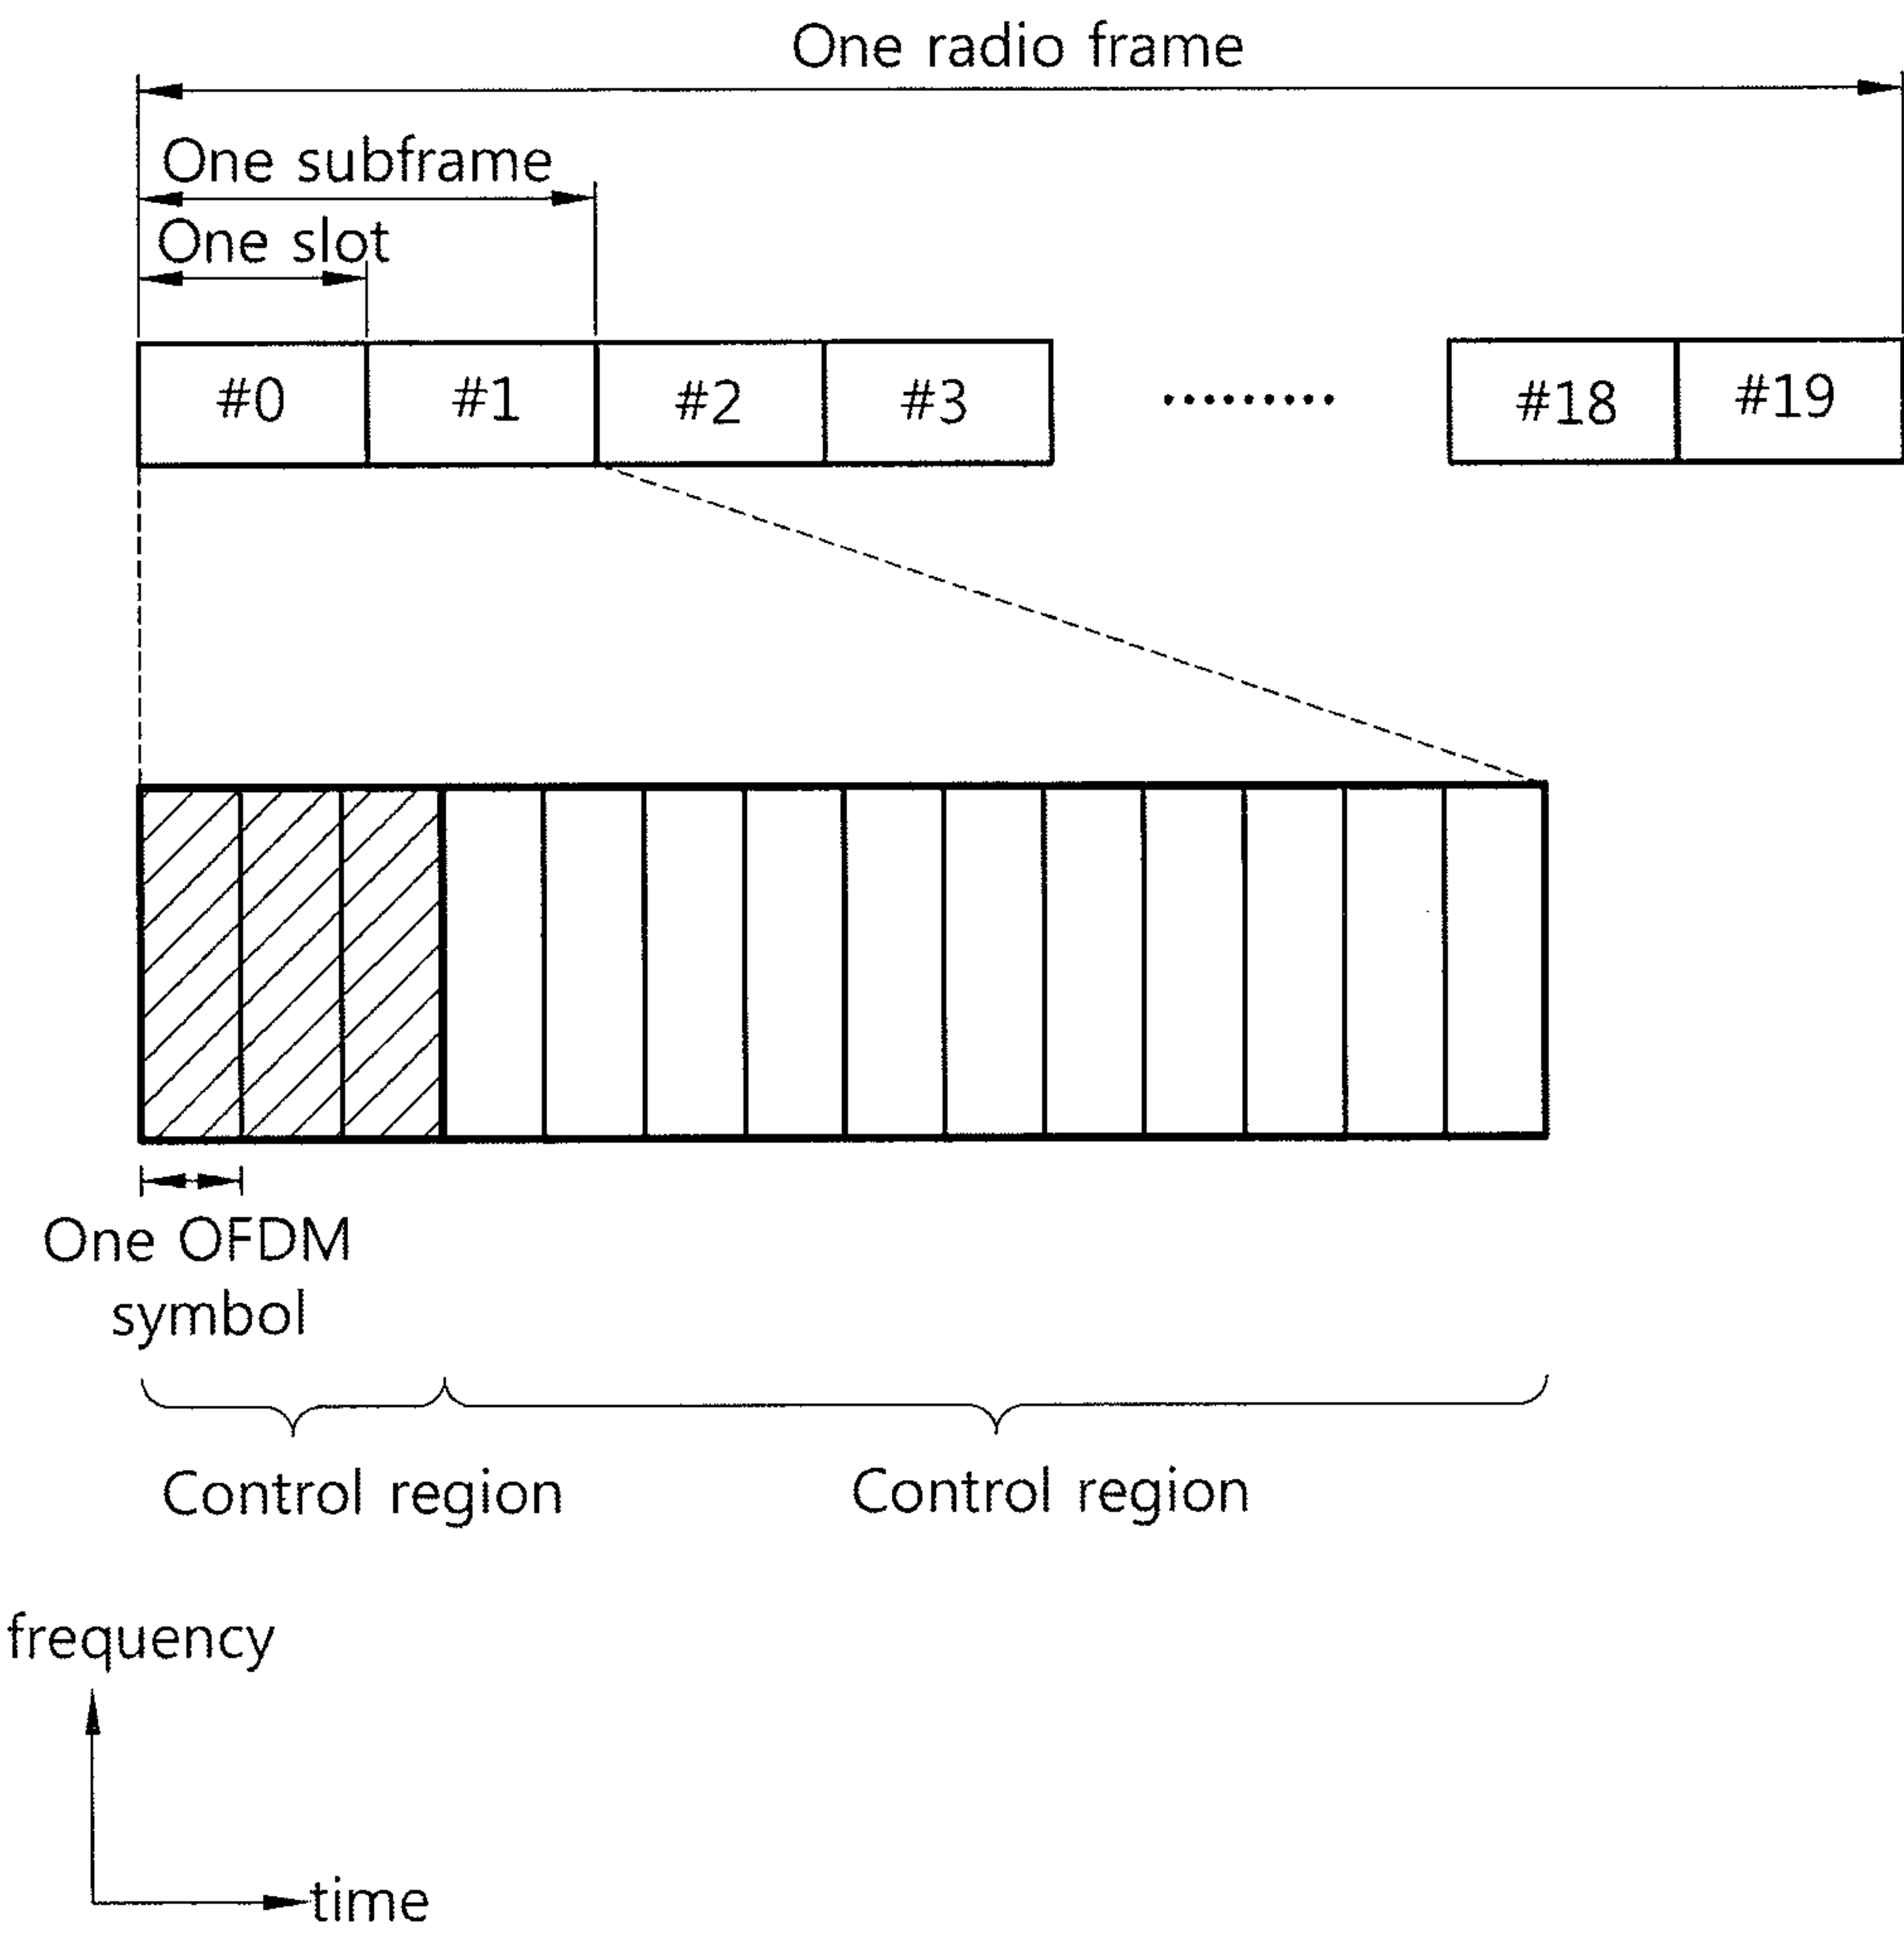 One radio frame
One subframe
One slot
#0 #1 #2 #3 ......... #18 #19
One OFDM
symbol
Control region Control region
frequency
time